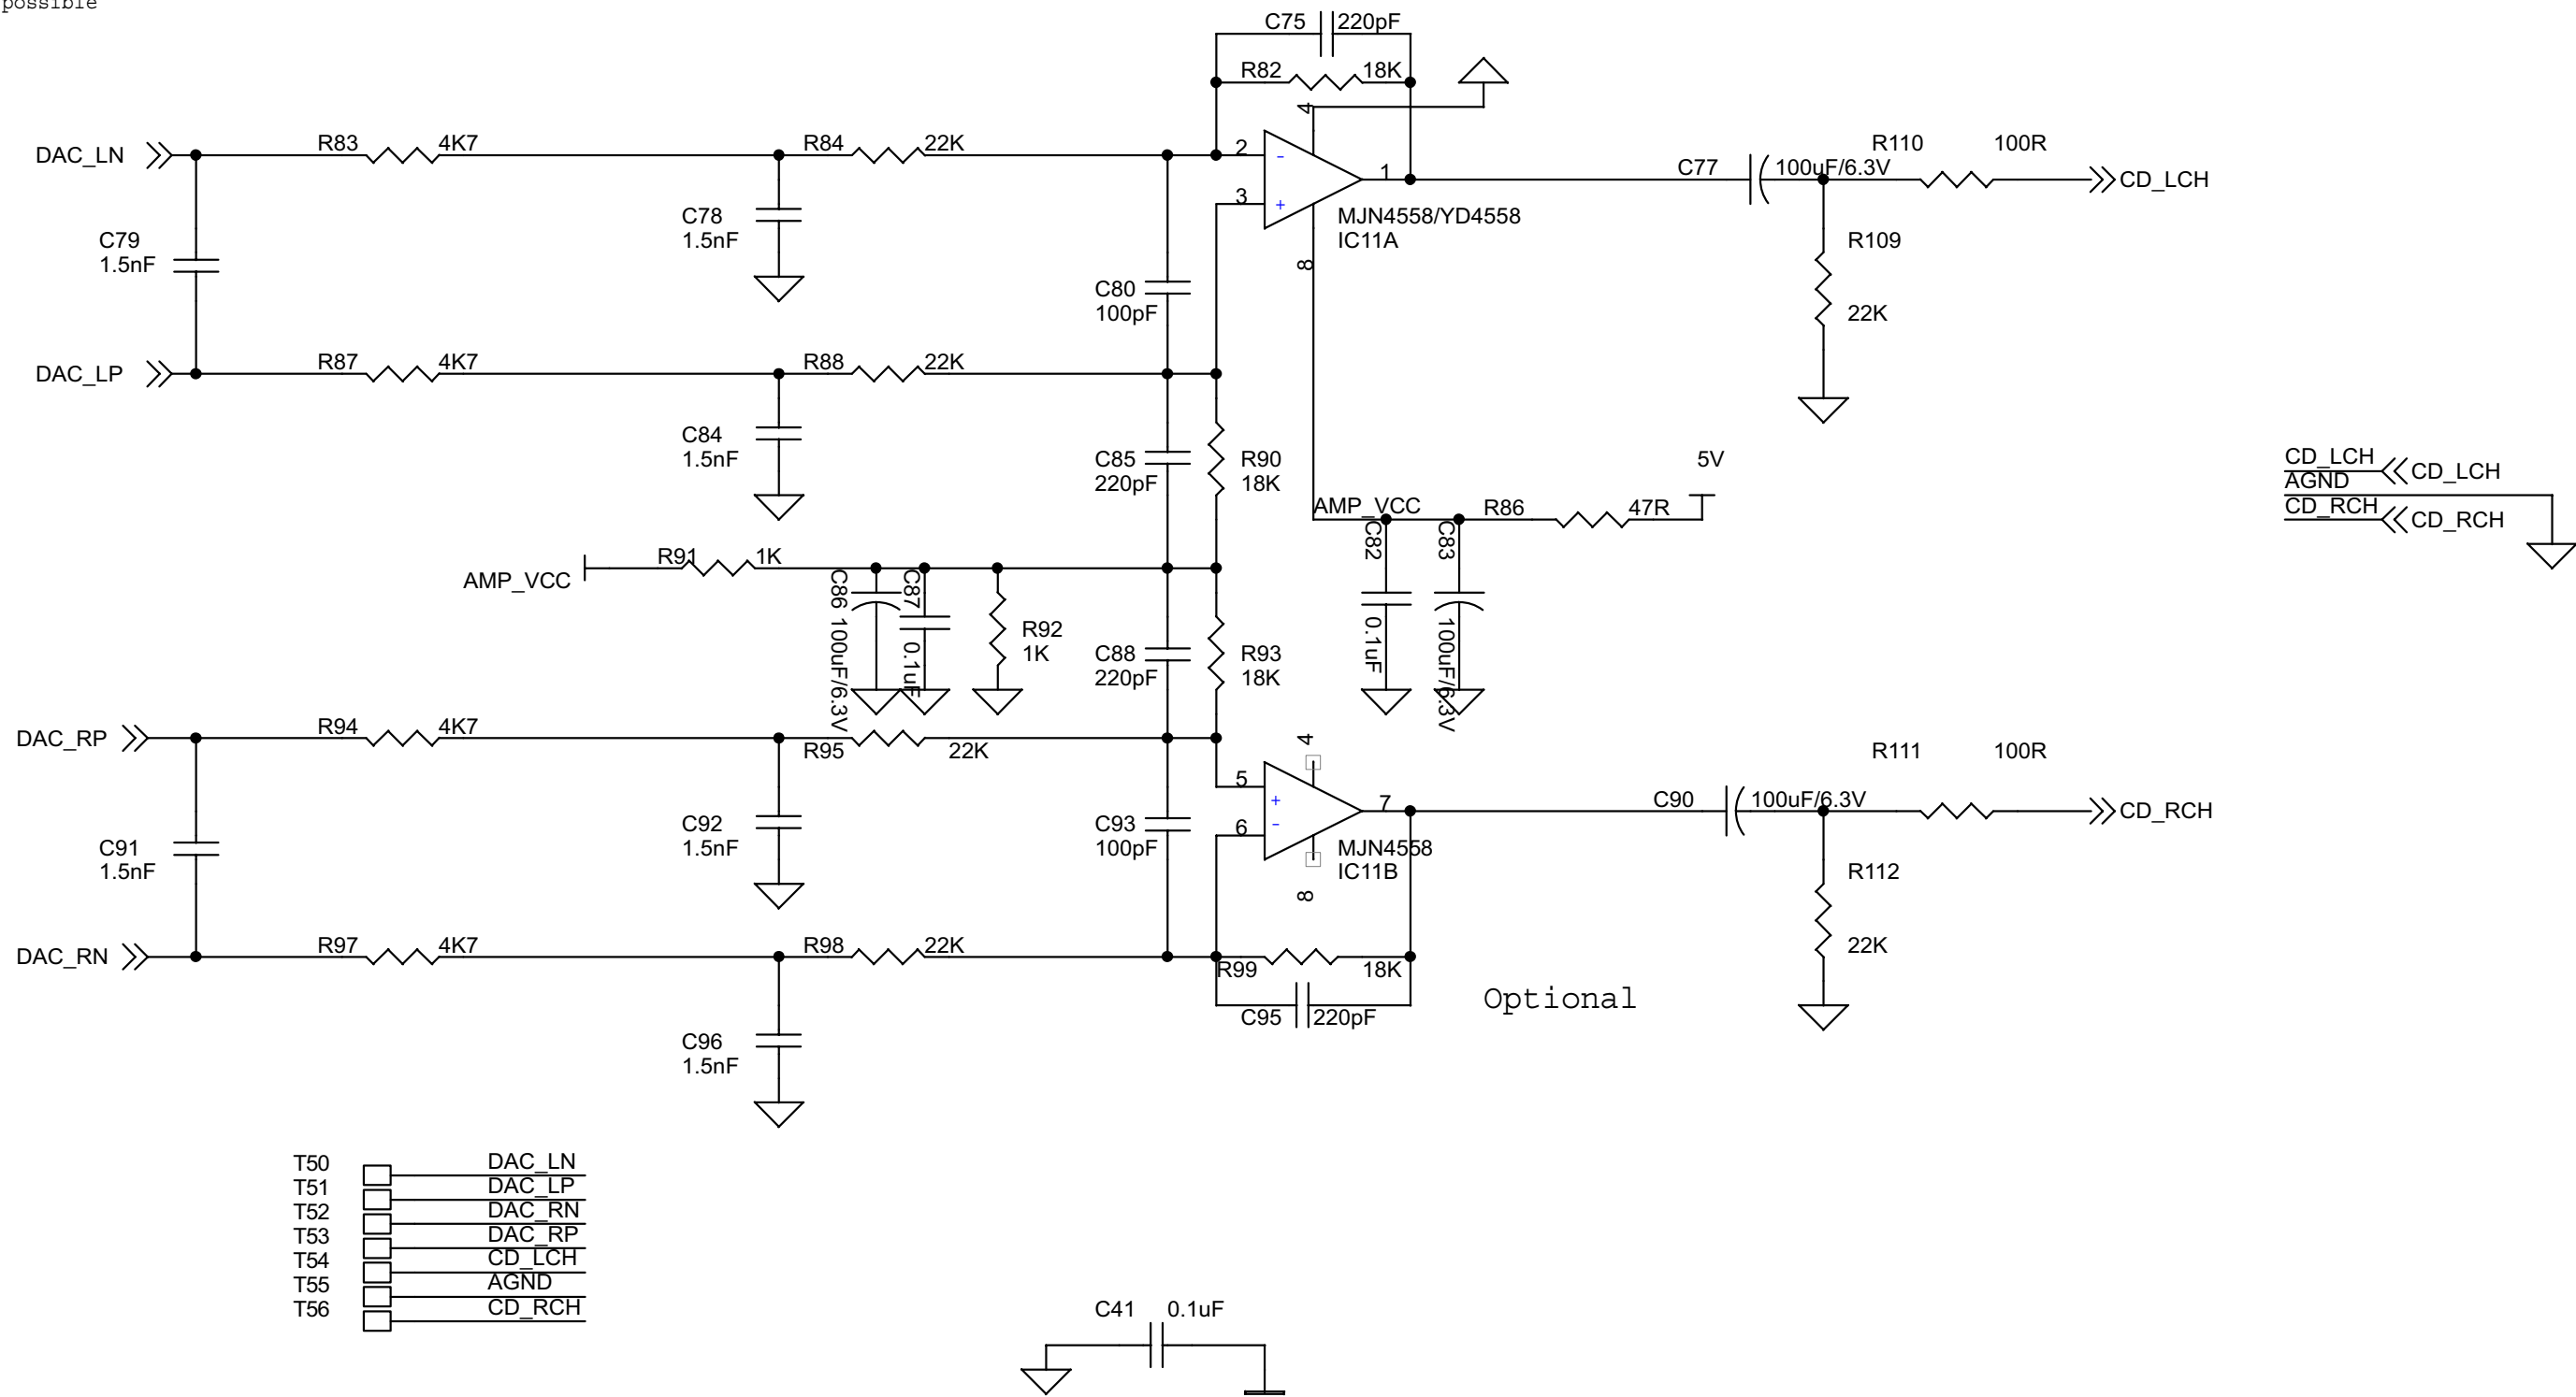 possible
C75 220pF
R82 18K
4
DAC_LN R83 4K7 R84 22K 2 - 1 C77 100uF/6.3V R110 100R CD_LCH
3 +
MJN4558/YD4558
IC11A
8
C79
1.5nF
C78
1.5nF
R109
22K
C80
100pF
DAC_LP R87 4K7 R88 22K
C84
1.5nF
C85
220pF
R90
18K
5V
AMP_VCC R86 47R
C82 0.1uF
C83 100uF/6.3V
CD_LCH CD_LCH
AGND
CD_RCH CD_RCH
AMP_VCC R91 1K
C86 100uF/6.3V
C87 0.1uF
R92
1K
C88
220pF
R93
18K
DAC_RP R94 4K7 R95 22K
4
5 +
6 -
7 C90 100uF/6.3V R111 100R CD_RCH
MJN4558
IC11B
8
C91
1.5nF
C92
1.5nF
C93
100pF
R112
22K
DAC_RN R97 4K7 R98 22K R99 18K
C95 220pF
Optional
C96
1.5nF
T50 DAC_LN
T51 DAC_LP
T52 DAC_RN
T53 DAC_RP
T54 CD_LCH
T55 AGND
T56 CD_RCH
C41 0.1uF